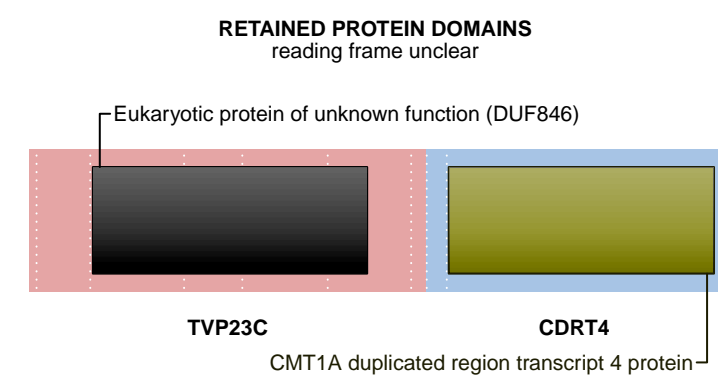 RETAINED PROTEIN DOMAINS
reading frame unclear
Eukaryotic protein of unknown function (DUF846)
TVP23C
CDRT4
CMT1A duplicated region transcript 4 protein